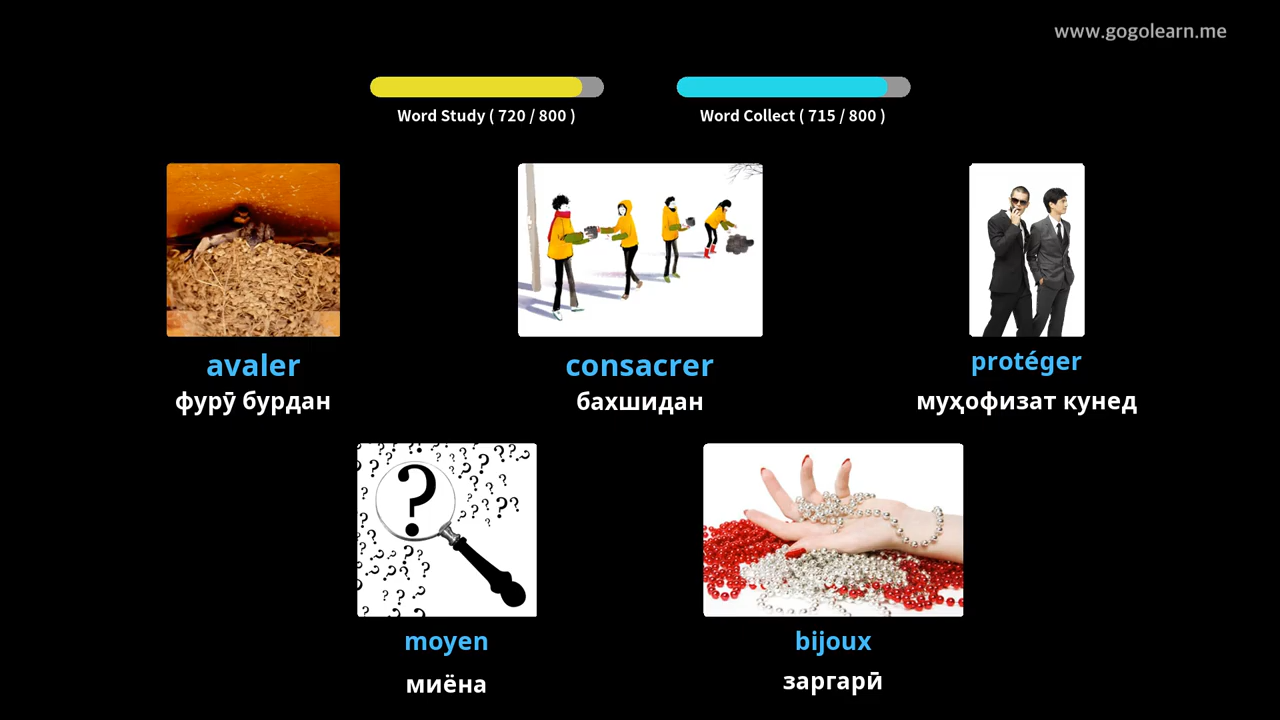 www.gogolearn.me
Word Study ( 720 / 800 )
Word Collect ( 715 / 800 )
avaler
consacrer
protéger
фурӯ бурдан
бахшидан
муҳофизат кунед
moyen
bijoux
миёна
заргарӣ